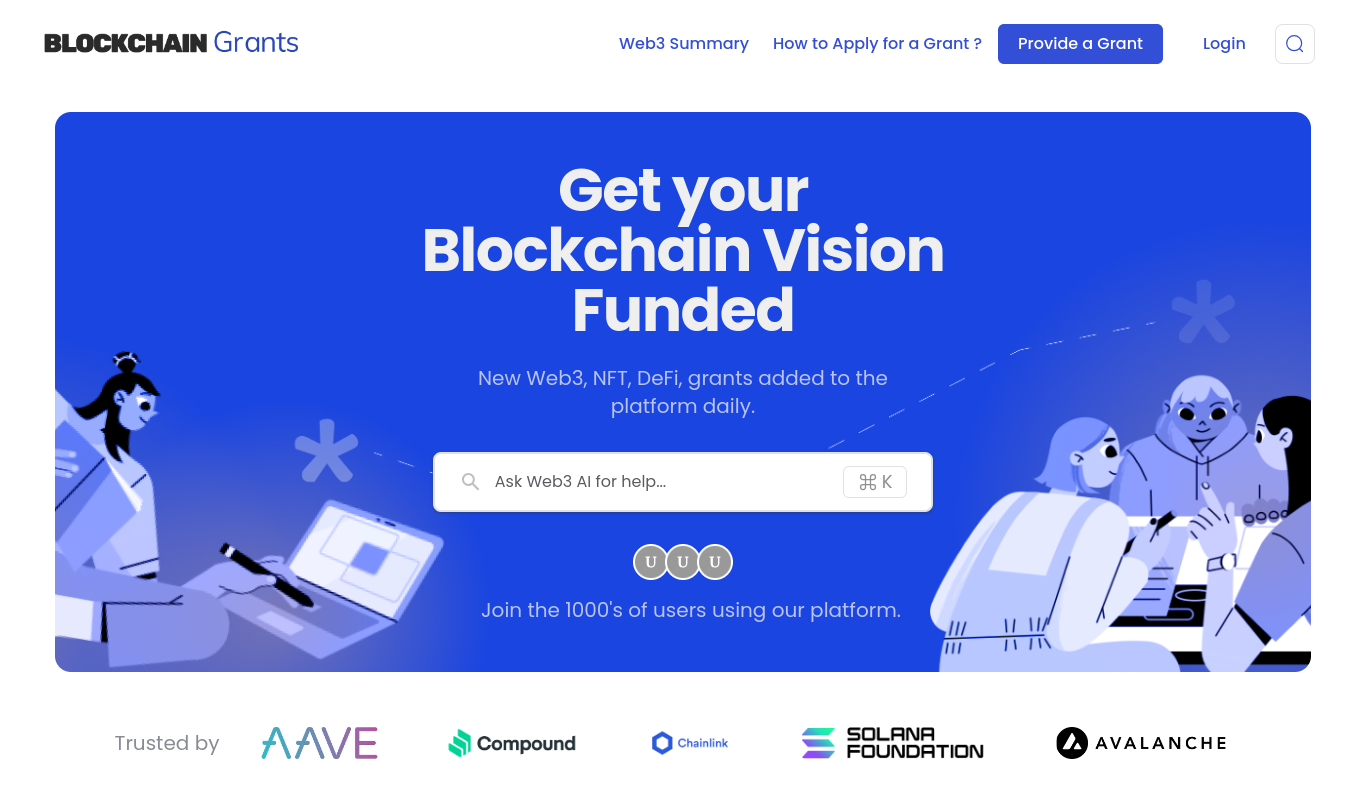 BLOCKCHAIN Grants
Web3 Summary
How to Apply for a Grant ?
Provide a Grant
Login
Get your
Blockchain Vision
Funded
New Web3, NFT, DeFi, grants added to the
platform daily.
Ask Web3 AI for help...
⌘ K
U U U
Join the 1000's of users using our platform.
Trusted by
AAVE
Compound
Chainlink
SOLANA
FOUNDATION
AVALANCHE